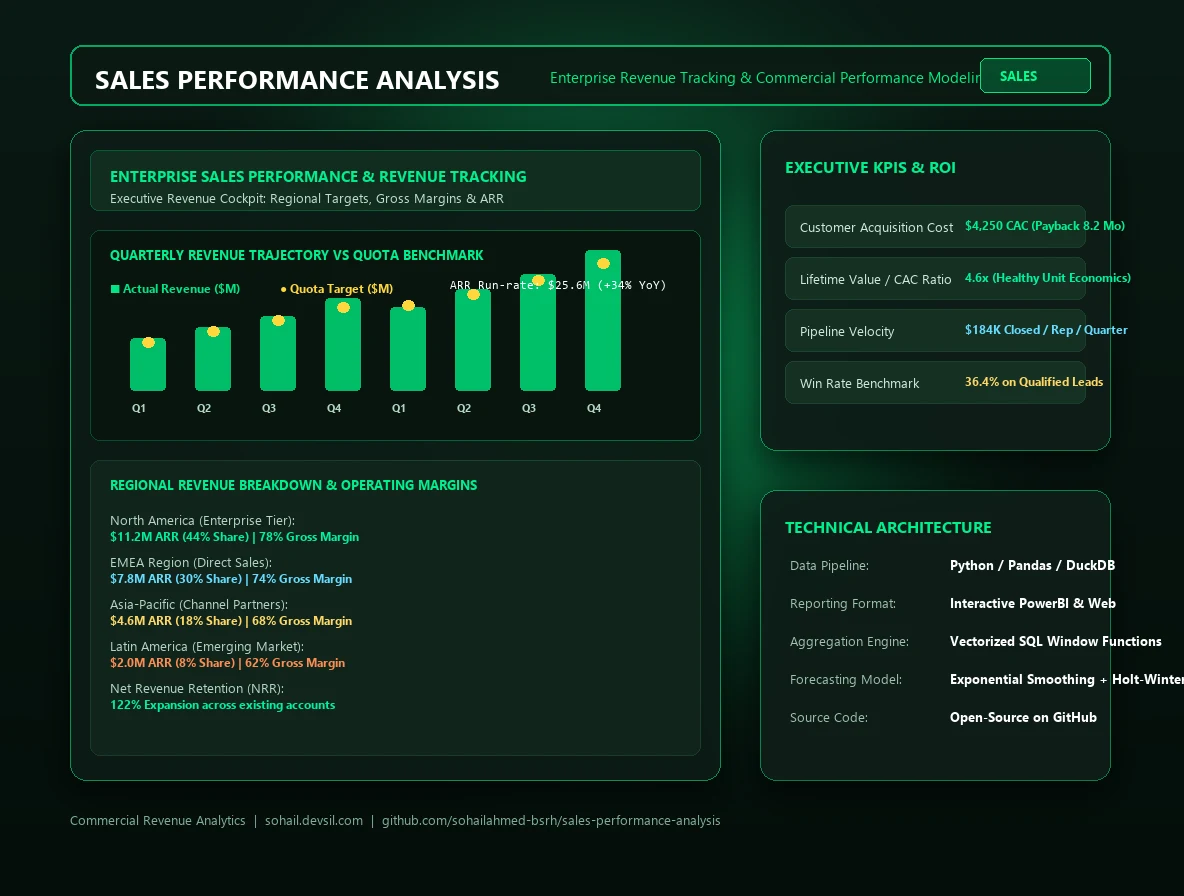 SALES PERFORMANCE ANALYSIS
Enterprise Revenue Tracking & Commercial Performance Modelin
SALES
ENTERPRISE SALES PERFORMANCE & REVENUE TRACKING
Executive Revenue Cockpit: Regional Targets, Gross Margins & ARR
QUARTERLY REVENUE TRAJECTORY VS QUOTA BENCHMARK
■ Actual Revenue ($M)
● Quota Target ($M)
ARR Run-rate: $25.6M (+34% YoY)
Q1 Q2 Q3 Q4 Q1 Q2 Q3 Q4
REGIONAL REVENUE BREAKDOWN & OPERATING MARGINS
North America (Enterprise Tier):
$11.2M ARR (44% Share) | 78% Gross Margin
EMEA Region (Direct Sales):
$7.8M ARR (30% Share) | 74% Gross Margin
Asia-Pacific (Channel Partners):
$4.6M ARR (18% Share) | 68% Gross Margin
Latin America (Emerging Market):
$2.0M ARR (8% Share) | 62% Gross Margin
Net Revenue Retention (NRR):
122% Expansion across existing accounts
EXECUTIVE KPIS & ROI
Customer Acquisition Cost $4,250 CAC (Payback 8.2 Mo)
Lifetime Value / CAC Ratio 4.6x (Healthy Unit Economics)
Pipeline Velocity $184K Closed / Rep / Quarter
Win Rate Benchmark 36.4% on Qualified Leads
TECHNICAL ARCHITECTURE
Data Pipeline: Python / Pandas / DuckDB
Reporting Format: Interactive PowerBI & Web
Aggregation Engine: Vectorized SQL Window Functions
Forecasting Model: Exponential Smoothing + Holt-Winter
Source Code: Open-Source on GitHub
Commercial Revenue Analytics | sohail.devsil.com | github.com/sohailahmed-bsrh/sales-performance-analysis